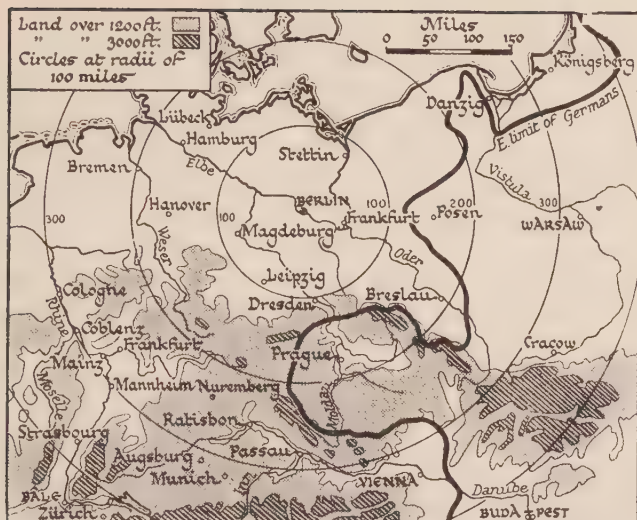 Land over 1200ft.
" " 3000ft.
Circles at radii of
100 miles
Miles
0 50 100 150
Königsberg
Danzig
E. limit of Germans
Lübeck
Hamburg
Elbe
Stettin
Bremen
Vistula
Hanover
BERLIN
100
200
300
300
100
Frankfurt
Posen
WARSAW
Magdeburg
Weser
Oder
Leipzig
Cologne
Dresden
Breslau
Rhine
Coblenz
Frankfurt
Prague
Cracow
Mainz
Moselle
Mannheim
Nuremberg
Moldau
Ratisbon
Strasbourg
Passau
Augsburg
Munich
VIENNA
Danube
BÂLE
Zürich
BUDA PEST